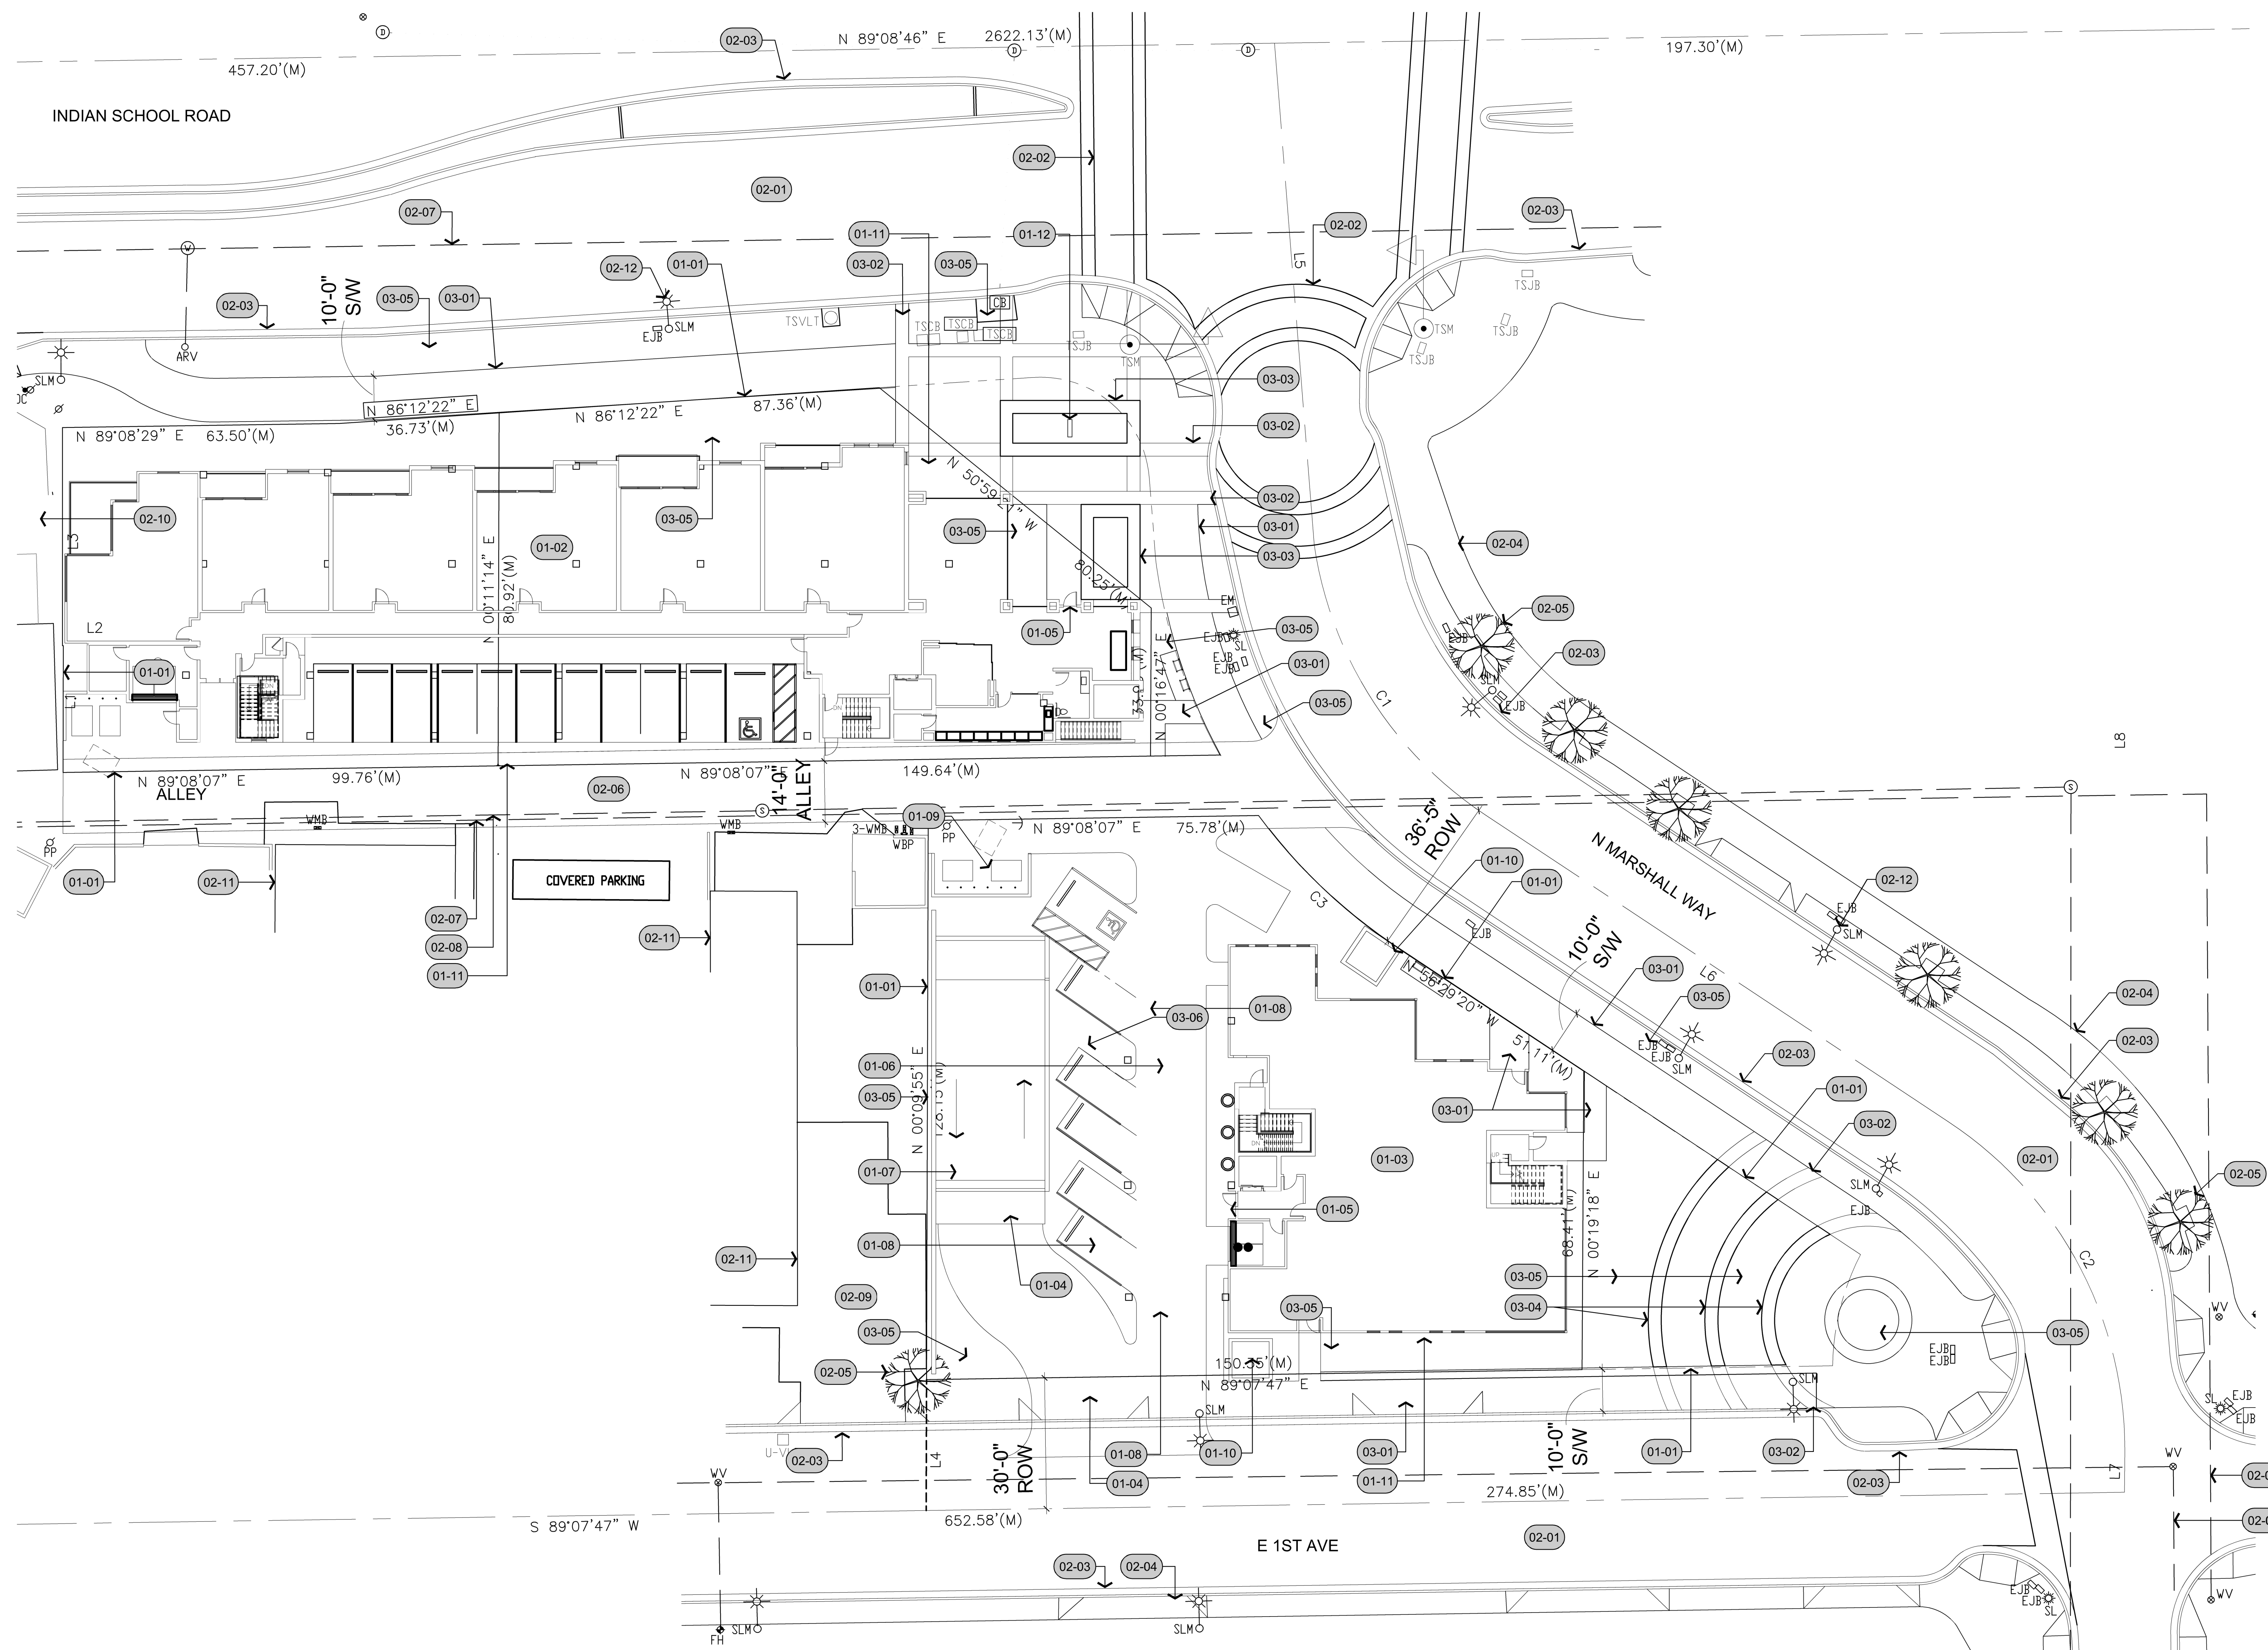 D
02-03
N 89°08'46" E 2622.13'(M)
D
D
197.30'(M)
457.20'(M)
INDIAN SCHOOL ROAD
02-02
02-01
02-07
02-03
01-11
01-12
02-02
W
10'-0"
S/W
02-12
01-01
03-02
03-05
L5
TSJB
02-03
03-05
03-01
CB
TSVLT
TSCB
TSCB
TSCB
EJB
SLM
TSJB
TSM
TSM
TSJB
TSJB
ARV
SLM
03-03
N 86°12'22" E
N 86°12'22" E
87.36'(M)
36.73'(M)
N 89°08'29" E 63.50'(M)
03-02
N 50°59'21" W
02-10
03-05
03-02
03-01
03-05
03-03
02-04
L3
01-02
N 00°11'14" E
80.92'(M)
80.25'(M)
EM
02-05
L2
01-05
03-05
EJB
SL
EJB
EJB
EJB
02-03
01-01
03-01
N 00°16'47" E
SLM
EJB
03-05
C1
DN
DN
L8
N 89°08'07" E
99.76'(M)
N 89°08'07" E
149.64'(M)
ALLEY
02-06
14'-0"
ALLEY
S
S
WMB
WMB
01-09
PP
3-WMB
WBP
N 89°08'07" E 75.78'(M)
PP
36'-5"
ROW
N MARSHALL WAY
01-10
01-01
02-11
COVERED PARKING
01-01
02-12
EJB
SLM
C3
02-07
EJB
10'-0"
S/W
02-11
02-08
01-11
03-01
L6
N 56°29'20" W
01-01
03-05
02-04
01-08
03-06
51.11'(M)
EJB
EJB
SLM
02-03
02-03
01-06
N 00°09'55" E
03-05
01-01
03-01
03-02
DN
01-07
01-03
UP
02-01
02-05
SLM
EJB
68.41'(M)
N 00°19'18" E
01-05
01-08
02-11
01-04
03-05
C2
02-09
03-05
03-04
WV
03-05
03-05
EJB
EJB
02-05
N 89°07'47" E
SLM
SLM
SL
EJB
EJB
02-03
L4
30'-0"
ROW
01-08
01-10
03-01
10'-0"
S/W
01-01
03-02
WV
WV
L7
01-04
01-11
02-03
274.85'(M)
S 89°07'47" W
652.58'(M)
02-01
E 1ST AVE
02-03
02-04
EJB
EJB
SL
WV
SLM
SLM
FH